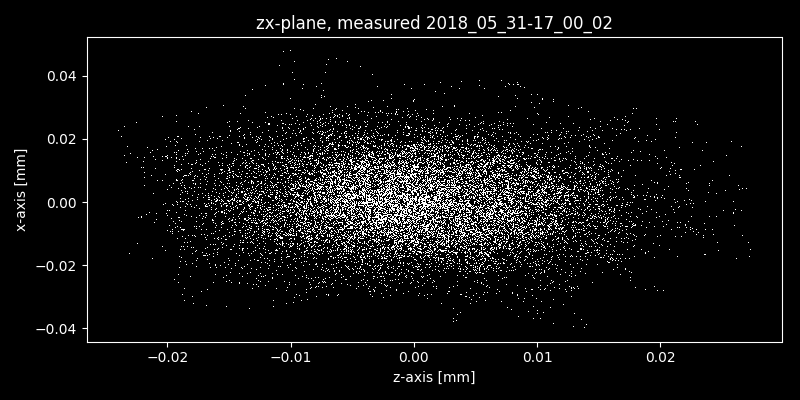 zx-plane, measured 2018_05_31-17_00_02
0.04
0.02
0.00
−0.02
−0.04
x-axis [mm]
−0.02 −0.01 0.00 0.01 0.02
z-axis [mm]